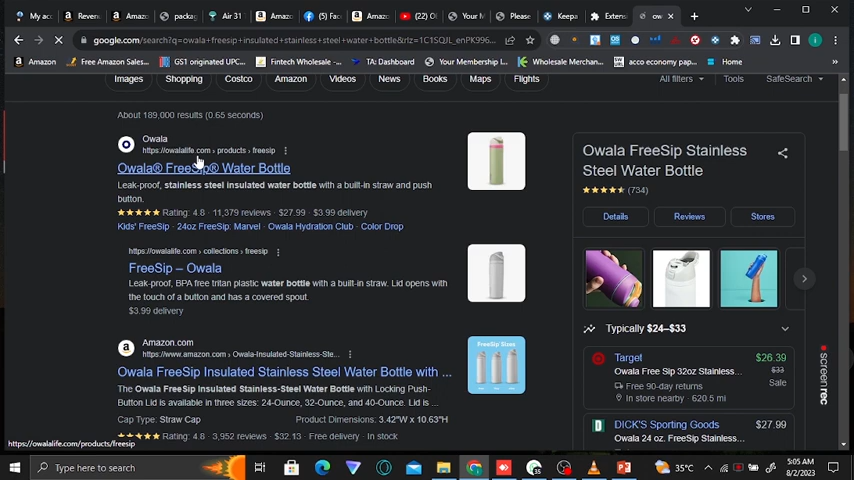 My acc
Reven
Amaz
packag
Air 31
Amazo
(5) Fac
Amazo
(22) O
Your M
Please
Keepa
Extensi
ow
google.com/search?q=owala+freesip+insulated+stainless+steel+water+bottle&rlz=1C1SQJL_enPK996...
Amazon
Free Amazon Sales...
GS1 originated UPC...
Fintech Wholesale -...
TA: Dashboard
Your Membership l...
Wholesale Merchan...
acco economy pap...
Home
Images
Shopping
Costco
Amazon
Videos
News
Books
Maps
Flights
All filters
Tools
SafeSearch
About 189,000 results (0.65 seconds)
Owala
https://owalalife.com › products › freesip
Owala® FreeSip® Water Bottle
Leak-proof, stainless steel insulated water bottle with a built-in straw and push
button.
Rating: 4.8 · 11,379 reviews · $27.99 · $3.99 delivery
Kids' FreeSip · 24oz FreeSip: Marvel · Owala Hydration Club · Color Drop
https://owalalife.com › collections › freesip
FreeSip – Owala
Leak-proof, BPA free tritan plastic water bottle with a built-in straw. Lid opens with
the touch of a button and has a covered spout.
$3.99 delivery
Amazon.com
https://www.amazon.com › Owala-Insulated-Stainless-Ste...
Owala FreeSip Insulated Stainless Steel Water Bottle with ...
The Owala FreeSip Insulated Stainless-Steel Water Bottle with Locking Push-
Button Lid is available in three sizes: 24-Ounce, 32-Ounce, and 40-Ounce. Lid is ...
Cap Type: Straw Cap
Product Dimensions: 3.42"W x 10.63"H
Rating: 4.8 · 3,952 reviews · $32.13 · Free delivery · In stock
FreeSip Sizes
Owala FreeSip Stainless
Steel Water Bottle
(734)
Details
Reviews
Stores
Typically $24–$33
Target
$26.39
Owala Free Sip 32oz Stainless...
$33
Free 90-day returns
Sale
In store nearby · 620.5 mi
DICK'S Sporting Goods
$27.99
Owala 24 oz. FreeSip Stainless...
screenrec
https://owalalife.com/products/freesip
Type here to search
35°C
5:05 AM
8/2/2023